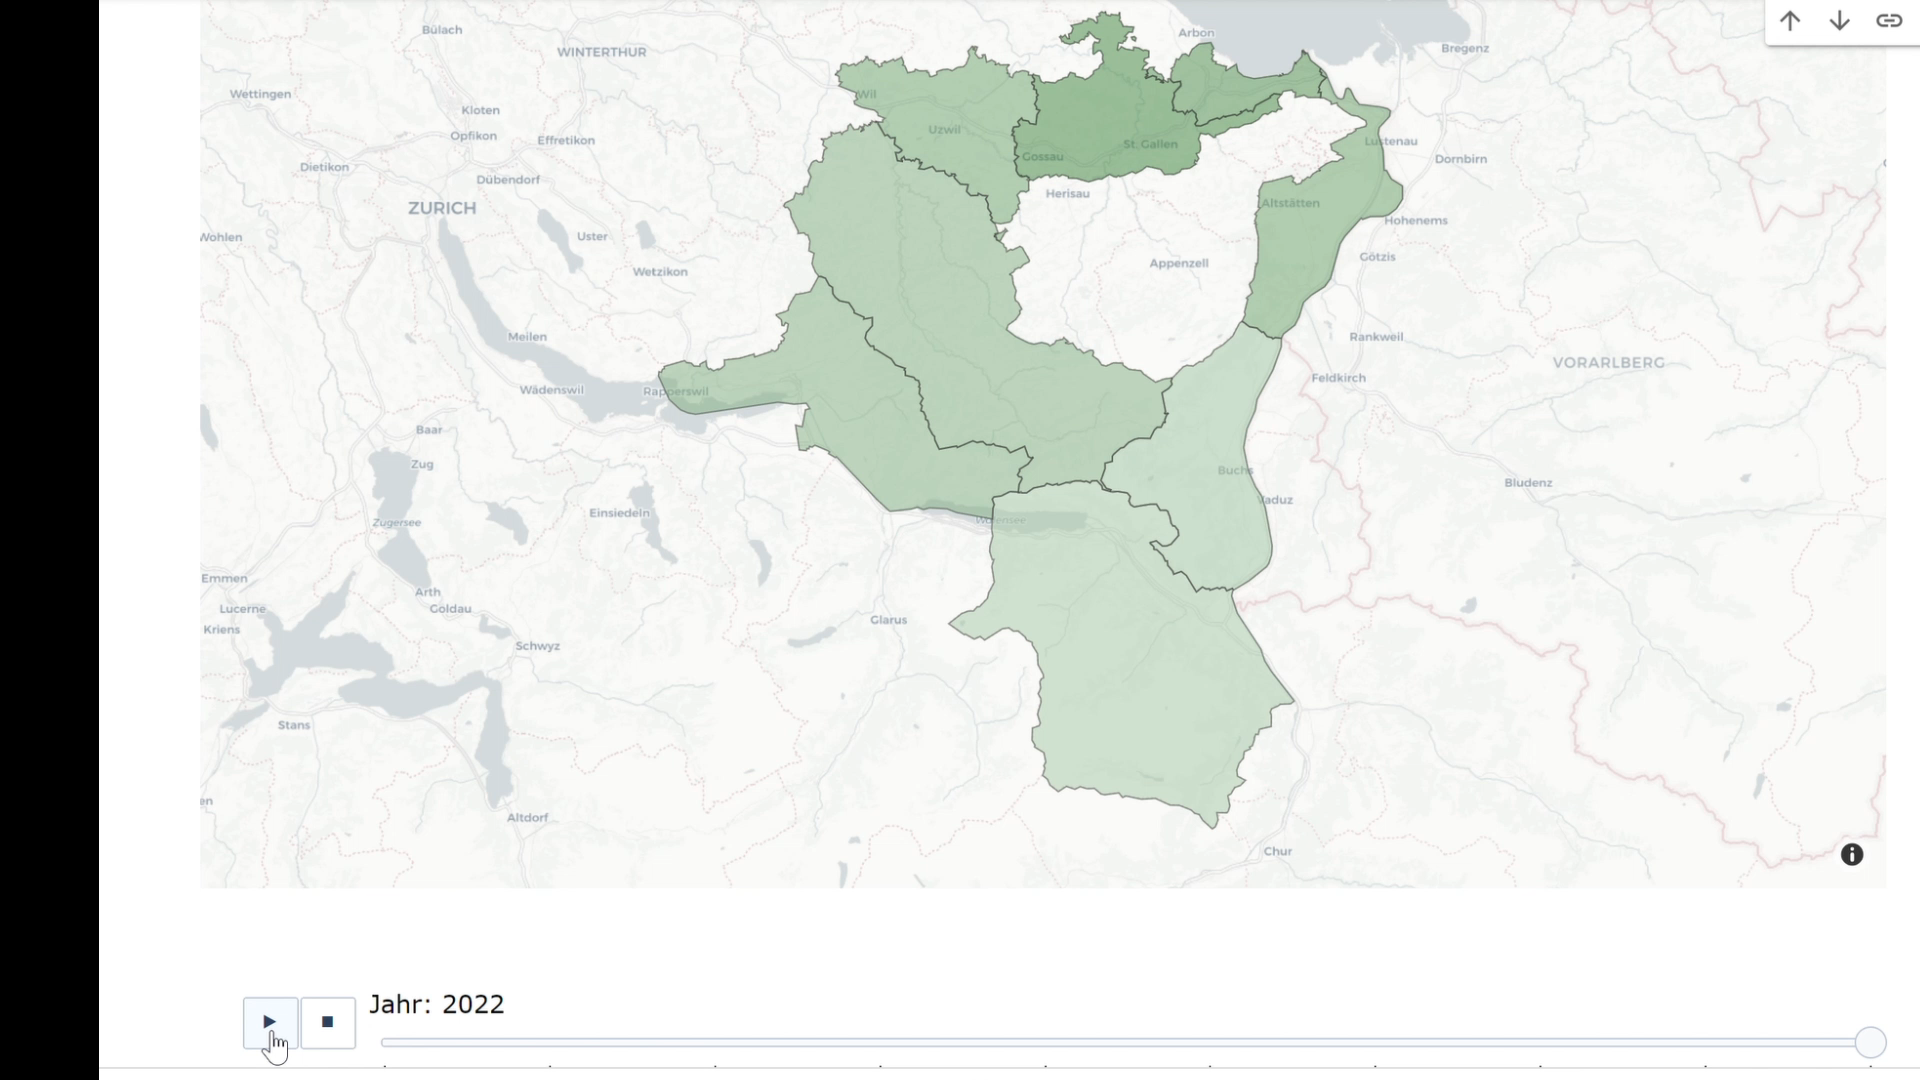 Bülach
Arbon
WINTERTHUR
Bregenz
Wettingen
Wil
Kloten
Uzwil
Opfikon
Effretikon
St. Gallen
Lustenau
Gossau
Dornbirn
Dietikon
Dübendorf
Herisau
ZURICH
Altstätten
Hohenems
Wohlen
Uster
Götzis
Appenzell
Wetzikon
Meilen
Rankweil
VORARLBERG
Feldkirch
Wädenswil
Rapperswil
Baar
Zug
Buchs
Bludenz
Vaduz
Einsiedeln
Walensee
Zugersee
Emmen
Arth
Goldau
Lucerne
Glarus
Kriens
Schwyz
Stans
en
Altdorf
Chur
Jahr: 2022